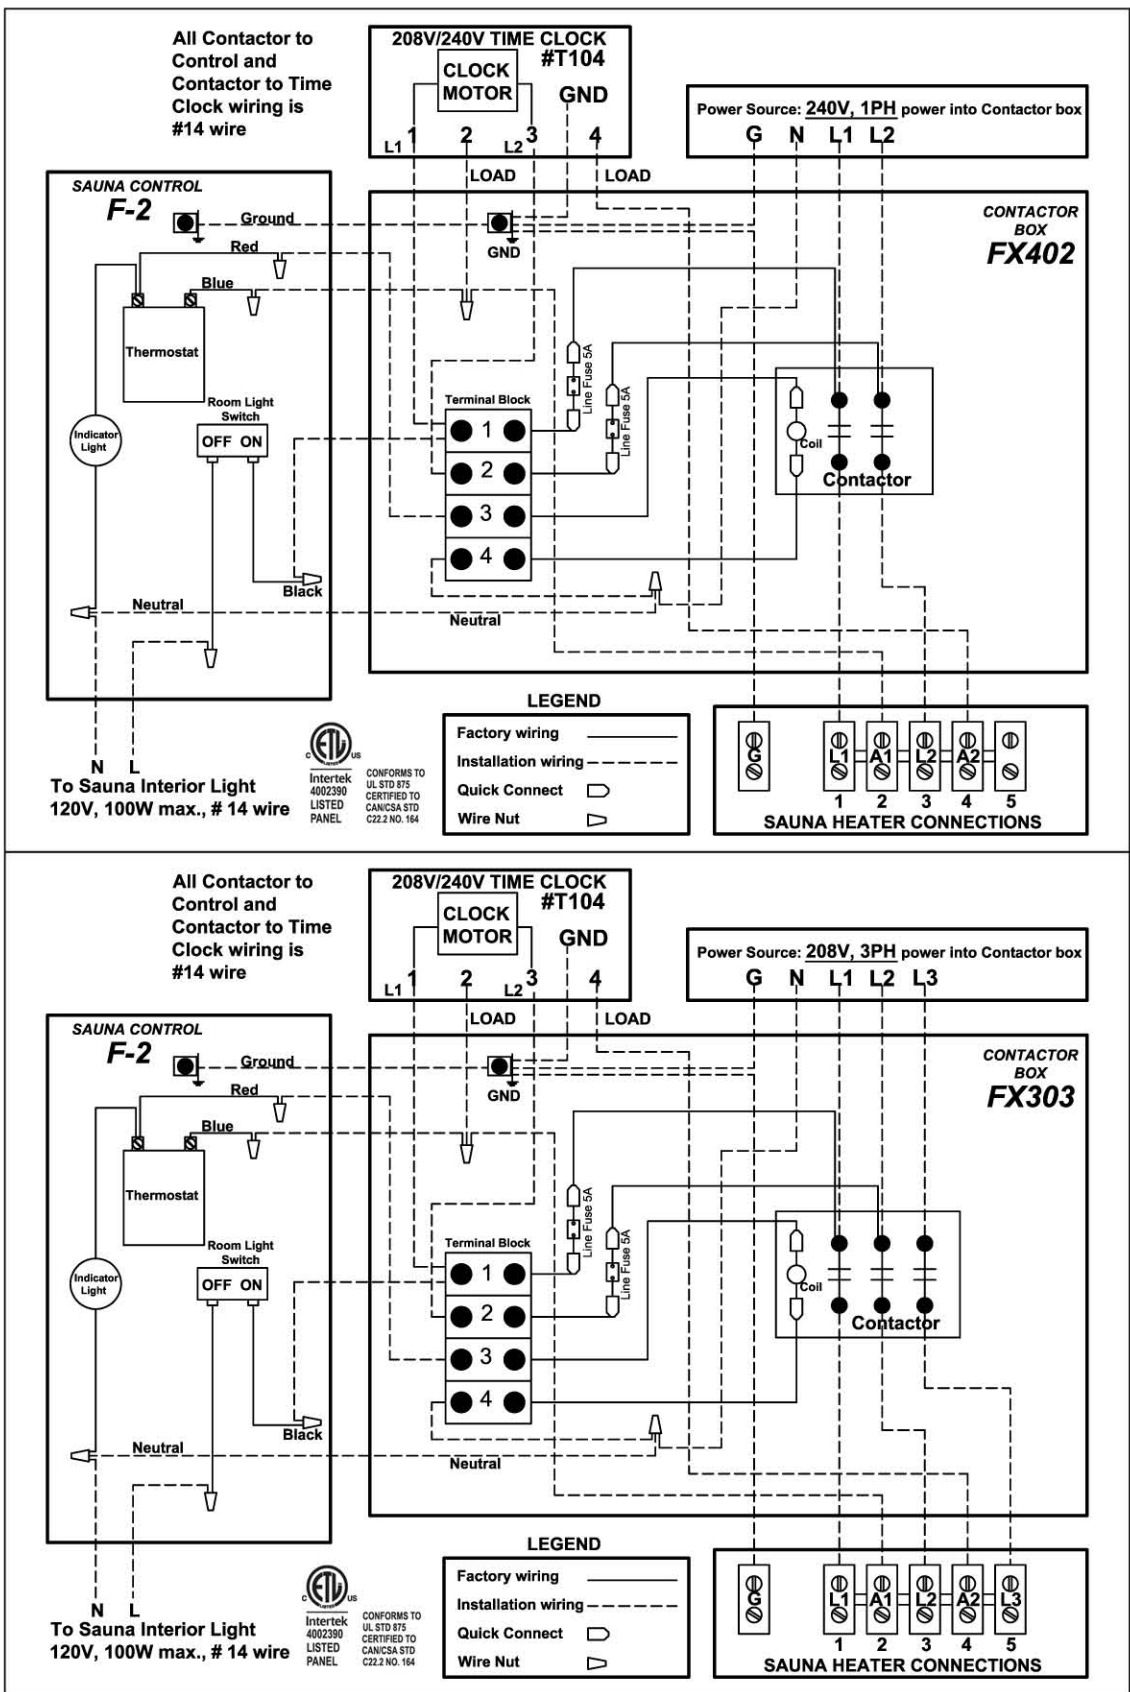 All Contactor to
Control and
Contactor to Time
Clock wiring is
#14 wire
208V/240V TIME CLOCK
#T104
CLOCK
MOTOR
GND
L1 1 2 L2 3 4
LOAD LOAD
Power Source: 240V, 1PH power into Contactor box
G N L1 L2
SAUNA CONTROL
F-2
Ground
Red
Blue
Thermostat
Room Light
Switch
OFF ON
Indicator
Light
Black
Neutral
N L
To Sauna Interior Light
120V, 100W max., # 14 wire
CONTACTOR
BOX
FX402
GND
Line Fuse 5A
Line Fuse 5A
Terminal Block
1
2
3
4
Coil
Contactor
Neutral
C ETL US
LISTED
Intertek
4002390
LISTED
PANEL
CONFORMS TO
UL STD 875
CERTIFIED TO
CAN/CSA STD
C22.2 NO. 164
LEGEND
Factory wiring
Installation wiring
Quick Connect
Wire Nut
G L1 A1 L2 A2
1 2 3 4 5
SAUNA HEATER CONNECTIONS
All Contactor to
Control and
Contactor to Time
Clock wiring is
#14 wire
208V/240V TIME CLOCK
#T104
CLOCK
MOTOR
GND
L1 1 2 L2 3 4
LOAD LOAD
Power Source: 208V, 3PH power into Contactor box
G N L1 L2 L3
SAUNA CONTROL
F-2
Ground
Red
Blue
Thermostat
Room Light
Switch
OFF ON
Indicator
Light
Black
Neutral
N L
To Sauna Interior Light
120V, 100W max., # 14 wire
CONTACTOR
BOX
FX303
GND
Line Fuse 5A
Line Fuse 5A
Terminal Block
1
2
3
4
Coil
Contactor
Neutral
C ETL US
LISTED
Intertek
4002390
LISTED
PANEL
CONFORMS TO
UL STD 875
CERTIFIED TO
CAN/CSA STD
C22.2 NO. 164
LEGEND
Factory wiring
Installation wiring
Quick Connect
Wire Nut
G L1 A1 L2 A2 L3
1 2 3 4 5
SAUNA HEATER CONNECTIONS